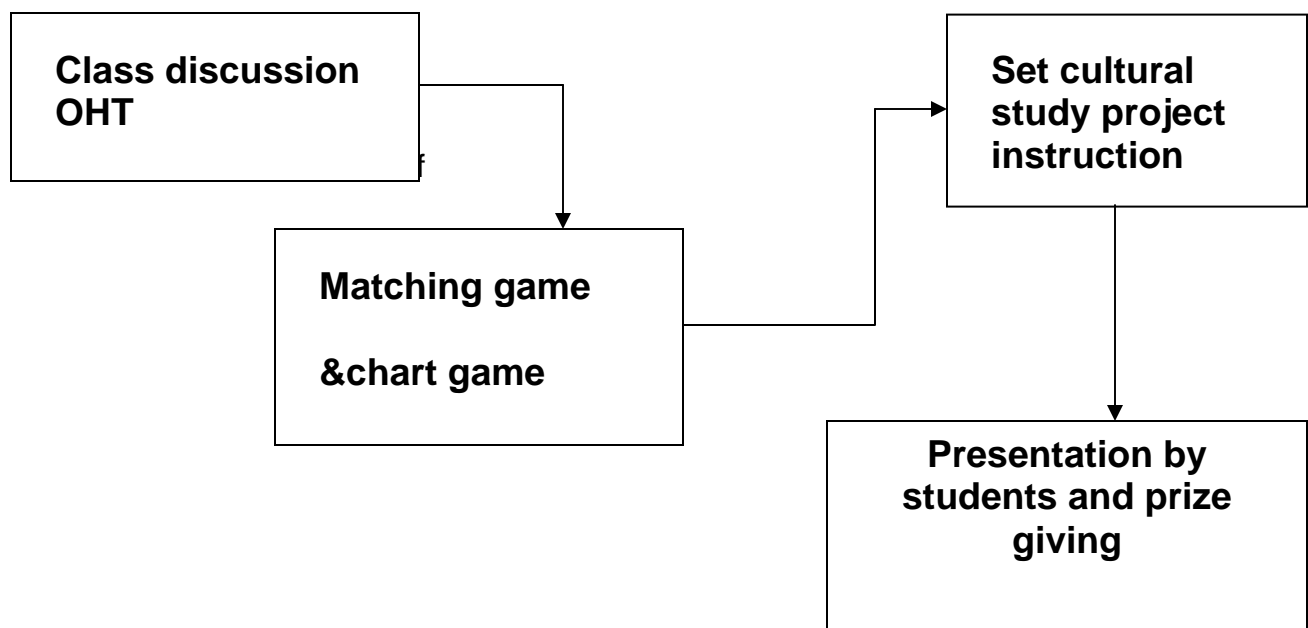 Class discussion
OHT
f
Matching game
&chart game
Set cultural
study project
instruction
Presentation by
students and prize
giving